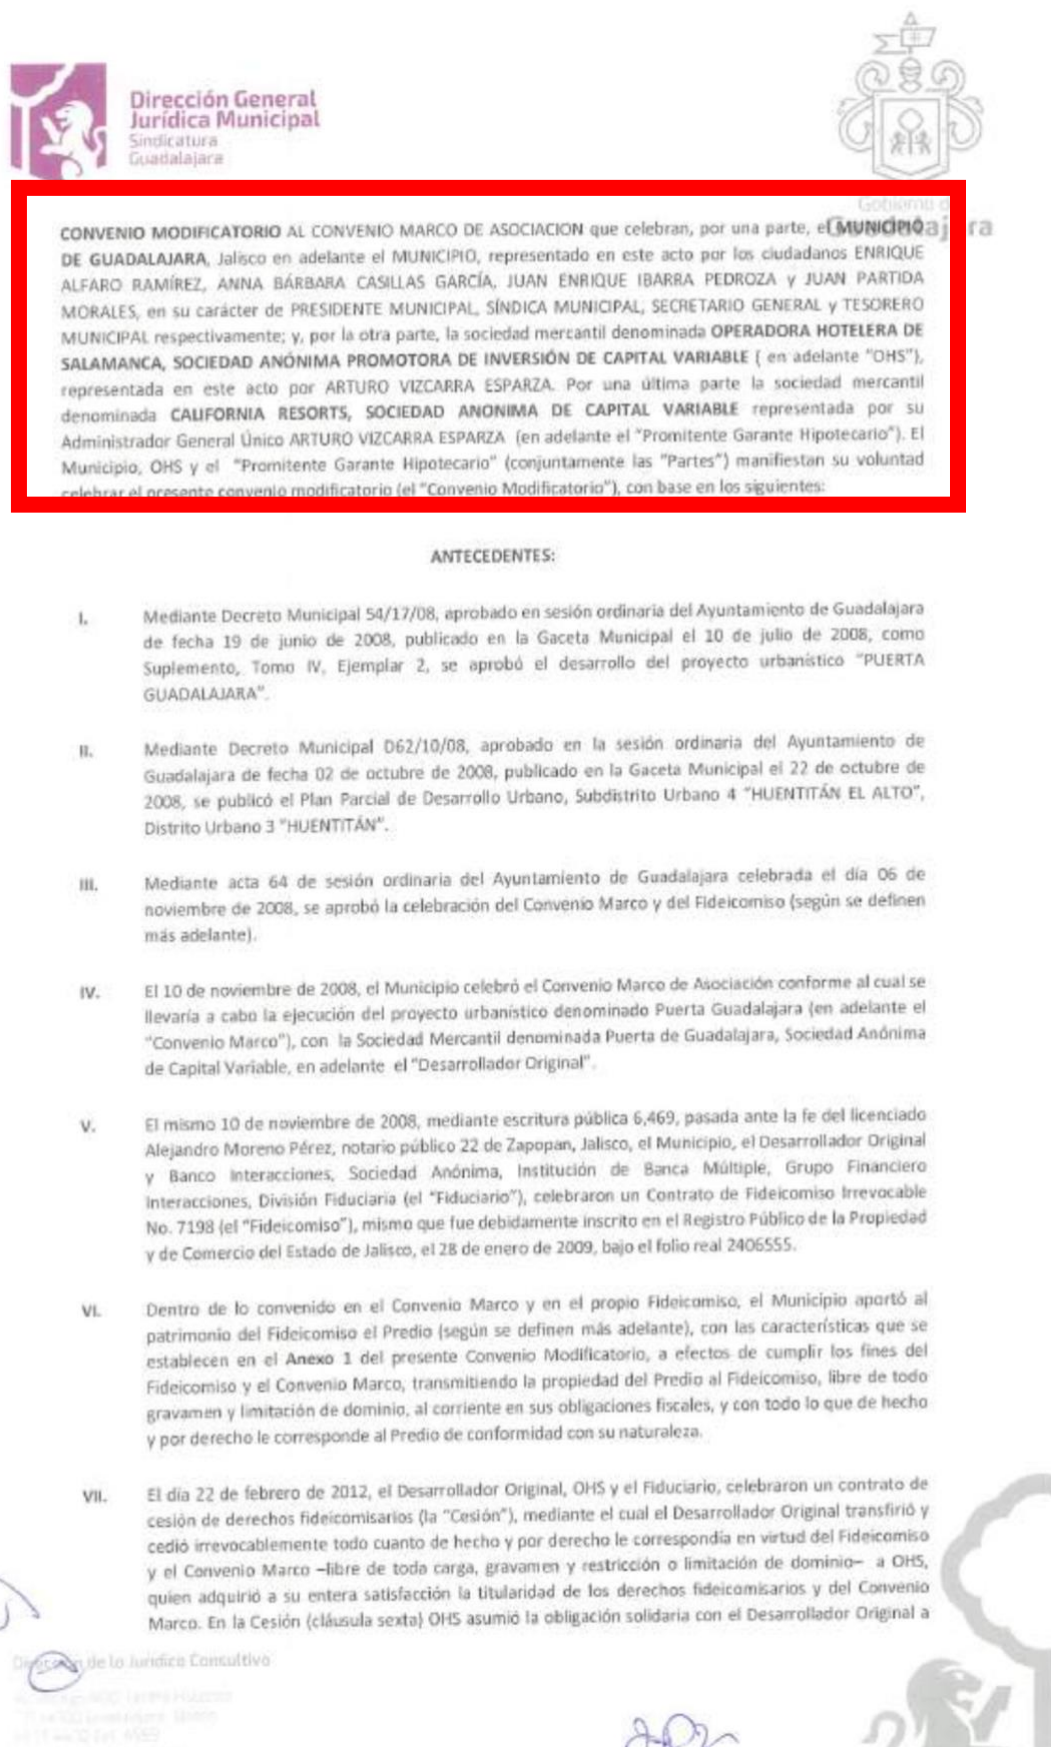 Dirección General
Jurídica Municipal
Sindicatura
Guadalajara
Gobierno de
Guadalajara
CONVENIO MODIFICATORIO AL CONVENIO MARCO DE ASOCIACION que celebran, por una parte, el MUNICIPIO
DE GUADALAJARA, Jalisco en adelante el MUNICIPIO, representado en este acto por los ciudadanos ENRIQUE
ALFARO RAMÍREZ, ANNA BÁRBARA CASILLAS GARCÍA, JUAN ENRIQUE IBARRA PEDROZA y JUAN PARTIDA
MORALES, en su carácter de PRESIDENTE MUNICIPAL, SÍNDICA MUNICIPAL, SECRETARIO GENERAL y TESORERO
MUNICIPAL respectivamente; y, por la otra parte, la sociedad mercantil denominada OPERADORA HOTELERA DE
SALAMANCA, SOCIEDAD ANÓNIMA PROMOTORA DE INVERSIÓN DE CAPITAL VARIABLE ( en adelante "OHS"),
representada en este acto por ARTURO VIZCARRA ESPARZA. Por una última parte la sociedad mercantil
denominada CALIFORNIA RESORTS, SOCIEDAD ANONIMA DE CAPITAL VARIABLE representada por su
Administrador General Único ARTURO VIZCARRA ESPARZA (en adelante el "Promitente Garante Hipotecario"). El
Municipio, OHS y el "Promitente Garante Hipotecario" (conjuntamente las "Partes") manifiestan su voluntad
celebrar el presente convenio modificatorio (el "Convenio Modificatorio"), con base en los siguientes:
ANTECEDENTES:
I. Mediante Decreto Municipal 54/17/08, aprobado en sesión ordinaria del Ayuntamiento de Guadalajara
de fecha 19 de junio de 2008, publicado en la Gaceta Municipal el 10 de julio de 2008, como
Suplemento, Tomo IV, Ejemplar 2, se aprobó el desarrollo del proyecto urbanístico "PUERTA
GUADALAJARA".
II. Mediante Decreto Municipal D62/10/08, aprobado en la sesión ordinaria del Ayuntamiento de
Guadalajara de fecha 02 de octubre de 2008, publicado en la Gaceta Municipal el 22 de octubre de
2008, se publicó el Plan Parcial de Desarrollo Urbano, Subdistrito Urbano 4 "HUENTITÁN EL ALTO",
Distrito Urbano 3 "HUENTITÁN".
III. Mediante acta 64 de sesión ordinaria del Ayuntamiento de Guadalajara celebrada el día 06 de
noviembre de 2008, se aprobó la celebración del Convenio Marco y del Fideicomiso (según se definen
más adelante).
IV. El 10 de noviembre de 2008, el Municipio celebró el Convenio Marco de Asociación conforme al cual se
llevaría a cabo la ejecución del proyecto urbanístico denominado Puerta Guadalajara (en adelante el
"Convenio Marco"), con la Sociedad Mercantil denominada Puerta de Guadalajara, Sociedad Anónima
de Capital Variable, en adelante el "Desarrollador Original".
V. El mismo 10 de noviembre de 2008, mediante escritura pública 6,469, pasada ante la fe del licenciado
Alejandro Moreno Pérez, notario público 22 de Zapopan, Jalisco, el Municipio, el Desarrollador Original
y Banco Interacciones, Sociedad Anónima, Institución de Banca Múltiple, Grupo Financiero
Interacciones, División Fiduciaria (el "Fiduciario"), celebraron un Contrato de Fideicomiso Irrevocable
No. 7198 (el "Fideicomiso"), mismo que fue debidamente inscrito en el Registro Público de la Propiedad
y de Comercio del Estado de Jalisco, el 28 de enero de 2009, bajo el folio real 2406555.
VI. Dentro de lo convenido en el Convenio Marco y en el propio Fideicomiso, el Municipio aportó al
patrimonio del Fideicomiso el Predio (según se definen más adelante), con las características que se
establecen en el Anexo 1 del presente Convenio Modificatorio, a efectos de cumplir los fines del
Fideicomiso y el Convenio Marco, transmitiendo la propiedad del Predio al Fideicomiso, libre de todo
gravamen y limitación de dominio, al corriente en sus obligaciones fiscales, y con todo lo que de hecho
y por derecho le corresponde al Predio de conformidad con su naturaleza.
VII. El día 22 de febrero de 2012, el Desarrollador Original, OHS y el Fiduciario, celebraron un contrato de
cesión de derechos fideicomisarios (la "Cesión"), mediante el cual el Desarrollador Original transfirió y
cedió irrevocablemente todo cuanto de hecho y por derecho le correspondía en virtud del Fideicomiso
y el Convenio Marco –libre de toda carga, gravamen y restricción o limitación de dominio– a OHS,
quien adquirió a su entera satisfacción la titularidad de los derechos fideicomisarios y del Convenio
Marco. En la Cesión (cláusula sexta) OHS asumió la obligación solidaria con el Desarrollador Original a
Dirección de lo Jurídico Consultivo